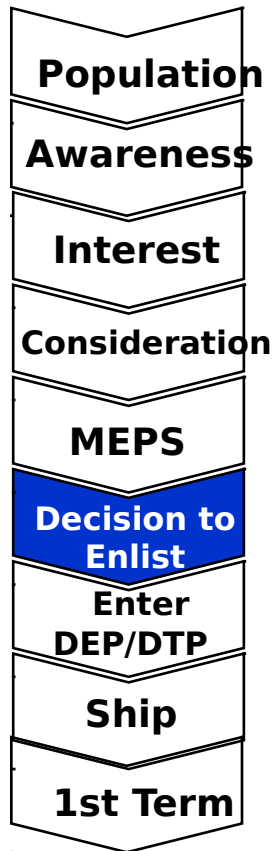 Population
Awareness
Interest
Consideration
MEPS
Decision to
Enlist
Enter
DEP/DTP
Ship
1st Term